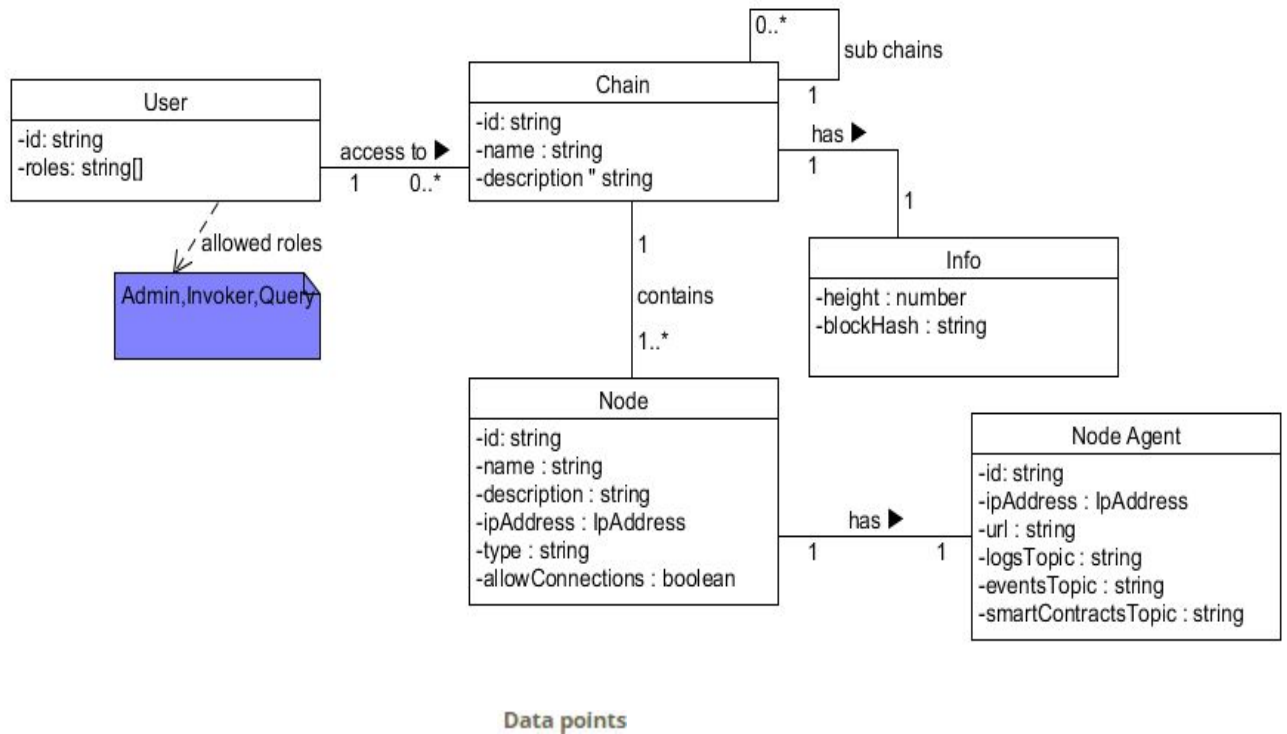 0..*
sub chains
1
User
-id: string
-roles: string[]
access to ▶
1
0..*
Chain
-id: string
-name : string
-description " string
has ▶
1
1
allowed roles
Admin,Invoker,Query
1
contains
1..*
Info
-height : number
-blockHash : string
Node
-id: string
-name : string
-description : string
-ipAddress : IpAddress
-type : string
-allowConnections : boolean
has ▶
1
1
Node Agent
-id: string
-ipAddress : IpAddress
-url : string
-logsTopic : string
-eventsTopic : string
-smartContractsTopic : string
Data points